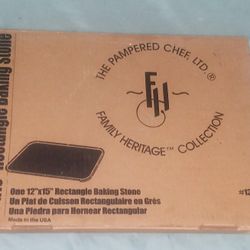 Rectangle Baking Stone
THE PAMPERED CHEF, LTD.®
FH
FAMILY HERITAGE™ COLLECTION
One 12"x15" Rectangle Baking Stone
Un Plat de Cuisson Rectangulaire en Grès
Una Piedra para Hornear Rectangular
Made in the USA